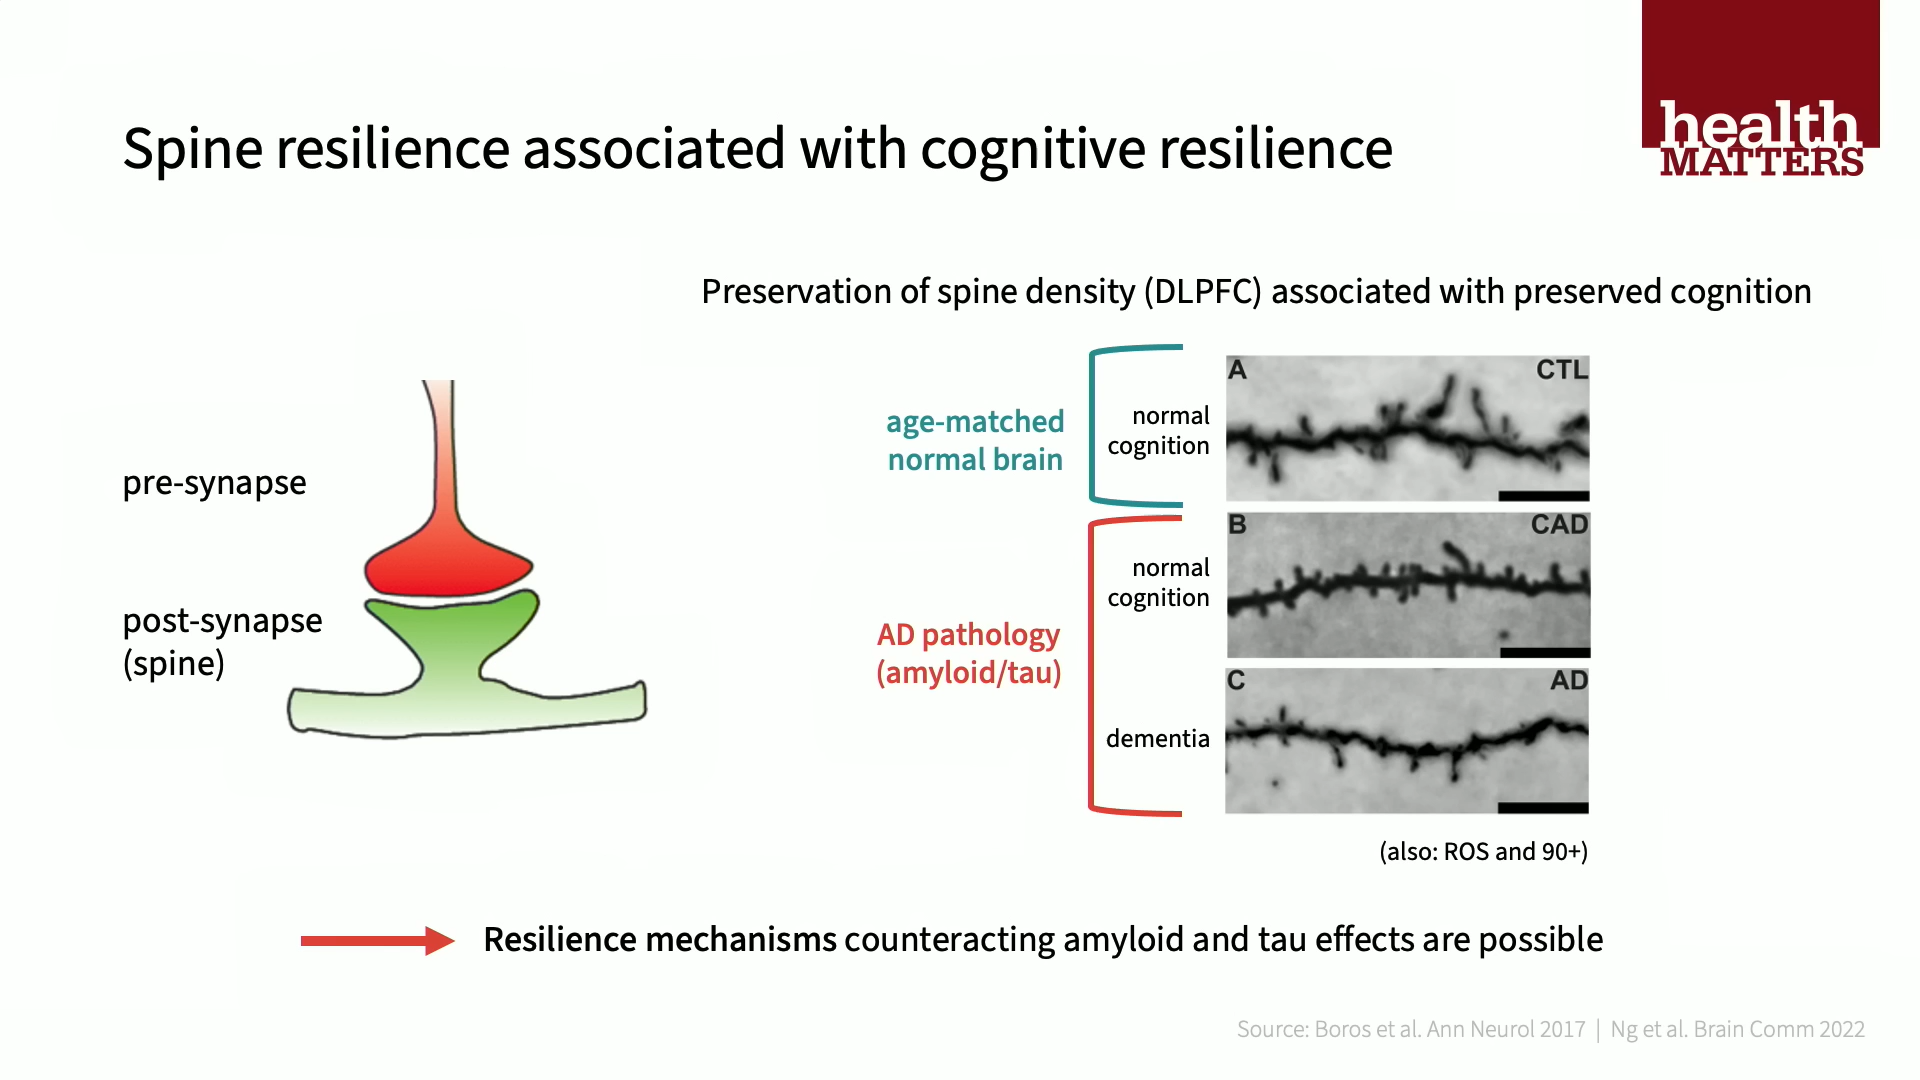 health
MATTERS
Spine resilience associated with cognitive resilience
Preservation of spine density (DLPFC) associated with preserved cognition
pre-synapse
post-synapse
(spine)
age-matched
normal brain
normal
cognition
A
CTL
AD pathology
(amyloid/tau)
normal
cognition
B
CAD
dementia
C
AD
(also: ROS and 90+)
Resilience mechanisms counteracting amyloid and tau effects are possible
Source: Boros et al. Ann Neurol 2017 | Ng et al. Brain Comm 2022